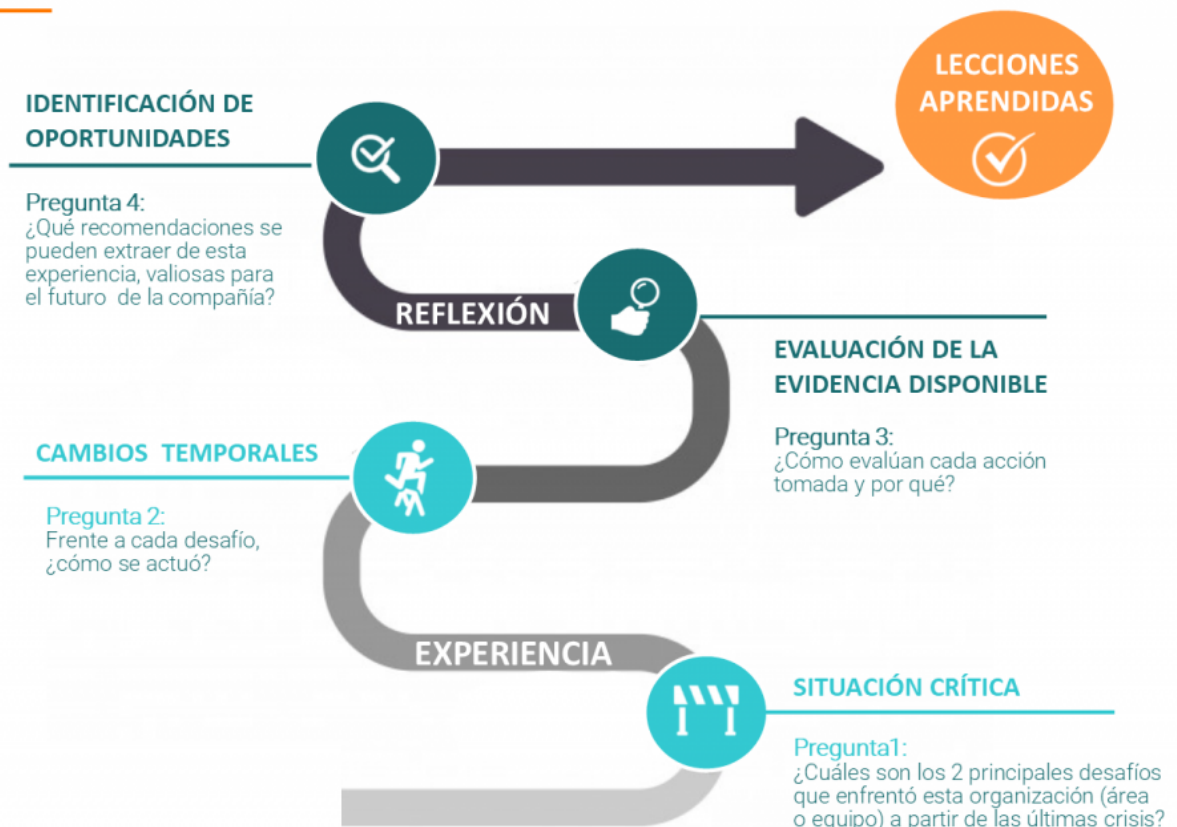 LECCIONES
APRENDIDAS
IDENTIFICACIÓN DE
OPORTUNIDADES
Pregunta 4:
¿Qué recomendaciones se
pueden extraer de esta
experiencia, valiosas para
el futuro de la compañía?
REFLEXIÓN
EVALUACIÓN DE LA
EVIDENCIA DISPONIBLE
Pregunta 3:
¿Cómo evalúan cada acción
tomada y por qué?
CAMBIOS TEMPORALES
Pregunta 2:
Frente a cada desafío,
¿cómo se actuó?
EXPERIENCIA
SITUACIÓN CRÍTICA
Pregunta1:
¿Cuáles son los 2 principales desafíos
que enfrentó esta organización (área
o equipo) a partir de las últimas crisis?